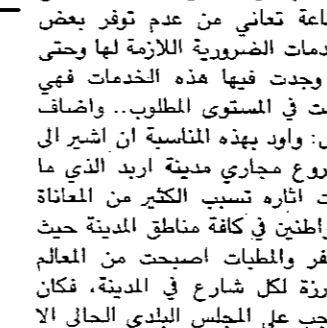 اعة تعاني من عدم توفر بعض
دمات الضرورية اللازمة لها وحتى
وجدت فيها هذه الخدمات فهي
ت في المستوى المطلوب.. واضاف
ل: واود بهذه المناسبة ان اشير الى
روع مجاري مدينة اربد الذي ما
ت اثاره تسبب الكثير من المعاناة
واطنين في كافة مناطق المدينة حيث
فر والمطبات اصبحت من المعالم
رزة لكل شارع في المدينة، فكان
جب على المجلس البلدي الحالي الا